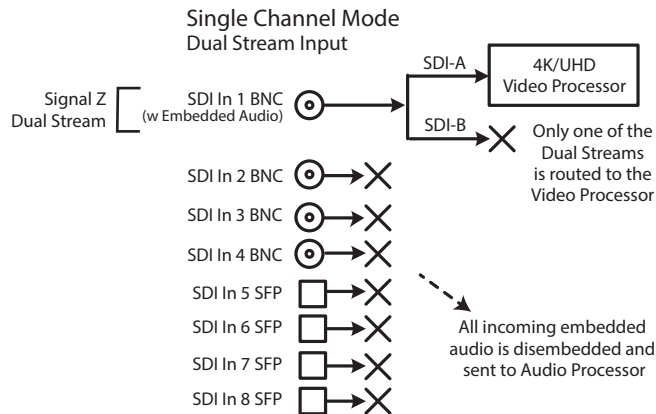 Single Channel Mode
Dual Stream Input
SDI-A
4K/UHD
Video Processor
Signal Z
Dual Stream
SDI In 1 BNC
(w Embedded Audio)
SDI-B
Only one of the
Dual Streams
is routed to the
Video Processor
SDI In 2 BNC
SDI In 3 BNC
SDI In 4 BNC
SDI In 5 SFP
SDI In 6 SFP
SDI In 7 SFP
SDI In 8 SFP
All incoming embedded
audio is disembedded and
sent to Audio Processor